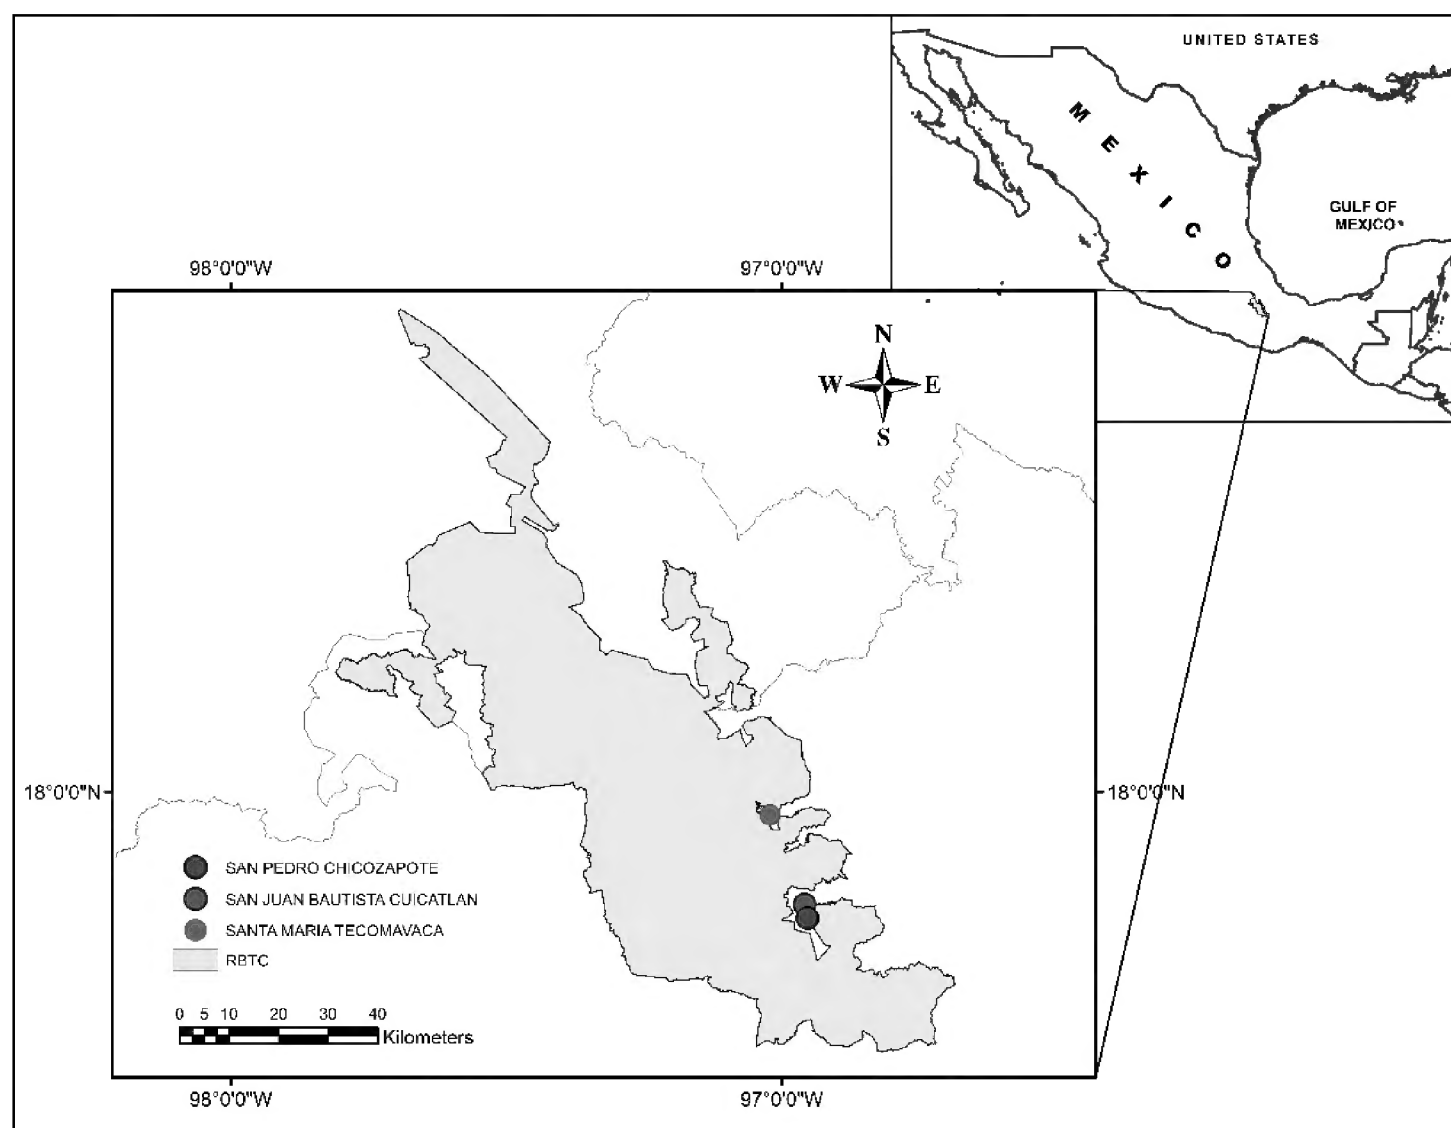 UNITED STATES
MEXICO
GULF OF
MEXICO
98°0'0"W
97°0'0"W
N
W
E
S
18°0'0"N
18°0'0"N
SAN PEDRO CHICOZAPOTE
SAN JUAN BAUTISTA CUICATLAN
SANTA MARIA TECOMAVACA
RBTC
0 5 10 20 30 40
Kilometers
98°0'0"W
97°0'0"W